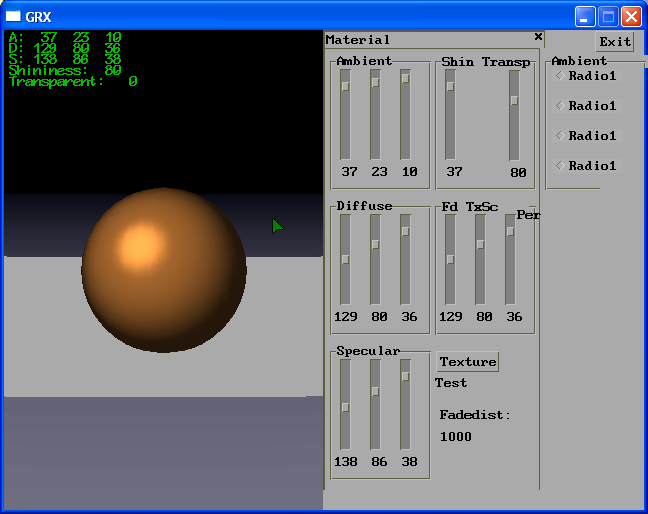 GRX
A: 37 23 10
D: 129 80 36
S: 138 86 38
Shininess: 80
Transparent: 0
Material
Exit
Ambient
37 23 10
Shin Transp
37 80
Ambient
Radio1
Radio1
Radio1
Radio1
Diffuse
129 80 36
Fd TxSc Per
129 80 36
Specular
138 86 38
Texture
Test
Fadedist:
1000